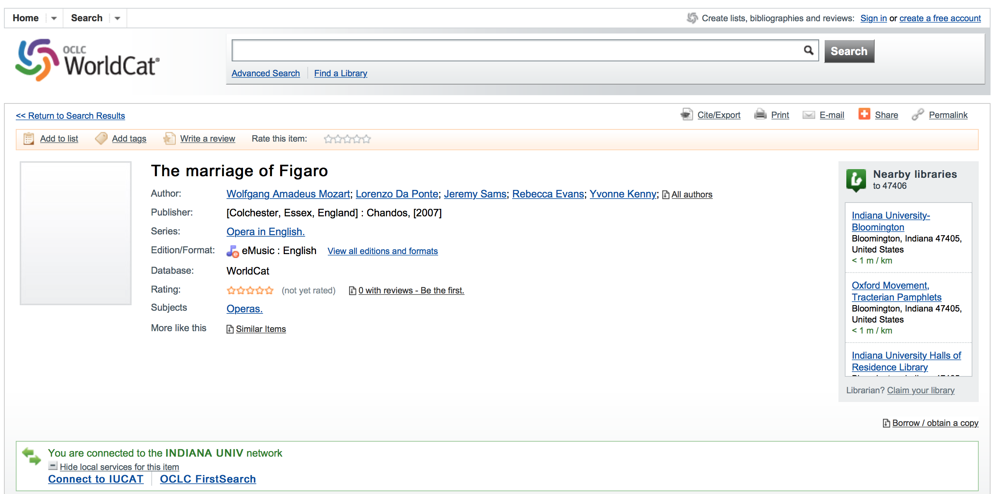 Home Search Create lists, bibliographies and reviews: Sign in or create a free account
OCLC
WorldCat®
Search
Advanced Search Find a Library
<< Return to Search Results Cite/Export Print E-mail Share Permalink
Add to list Add tags Write a review Rate this item:
The marriage of Figaro
Author: Wolfgang Amadeus Mozart; Lorenzo Da Ponte; Jeremy Sams; Rebecca Evans; Yvonne Kenny; All authors
Publisher: [Colchester, Essex, England] : Chandos, [2007]
Series: Opera in English.
Edition/Format: eMusic : English View all editions and formats
Database: WorldCat
Rating: (not yet rated) 0 with reviews - Be the first.
Subjects Operas.
More like this Similar Items
Nearby libraries
to 47406
Indiana University-
Bloomington
Bloomington, Indiana 47405,
United States
< 1 m / km
Oxford Movement,
Tracterian Pamphlets
Bloomington, Indiana 47405,
United States
< 1 m / km
Indiana University Halls of
Residence Library
Librarian? Claim your library
Borrow / obtain a copy
You are connected to the INDIANA UNIV network
Hide local services for this item
Connect to IUCAT OCLC FirstSearch